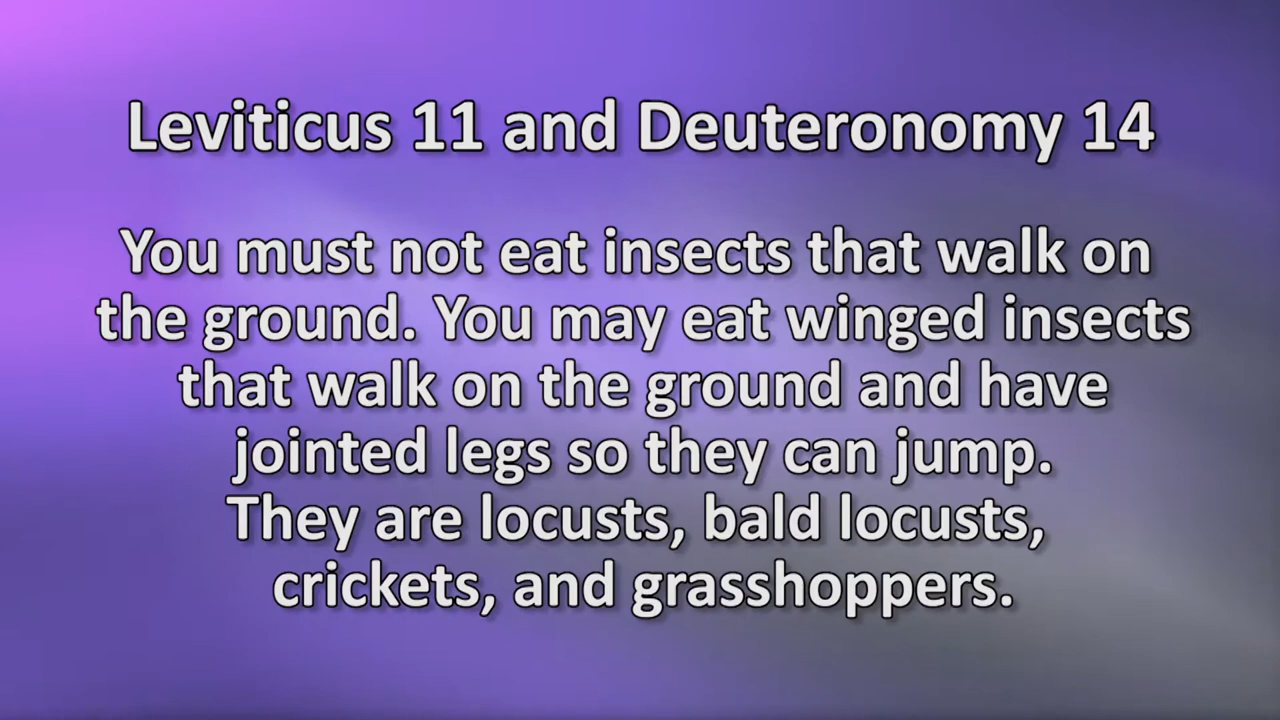 Leviticus 11 and Deuteronomy 14
You must not eat insects that walk on
the ground. You may eat winged insects
that walk on the ground and have
jointed legs so they can jump.
They are locusts, bald locusts,
crickets, and grasshoppers.